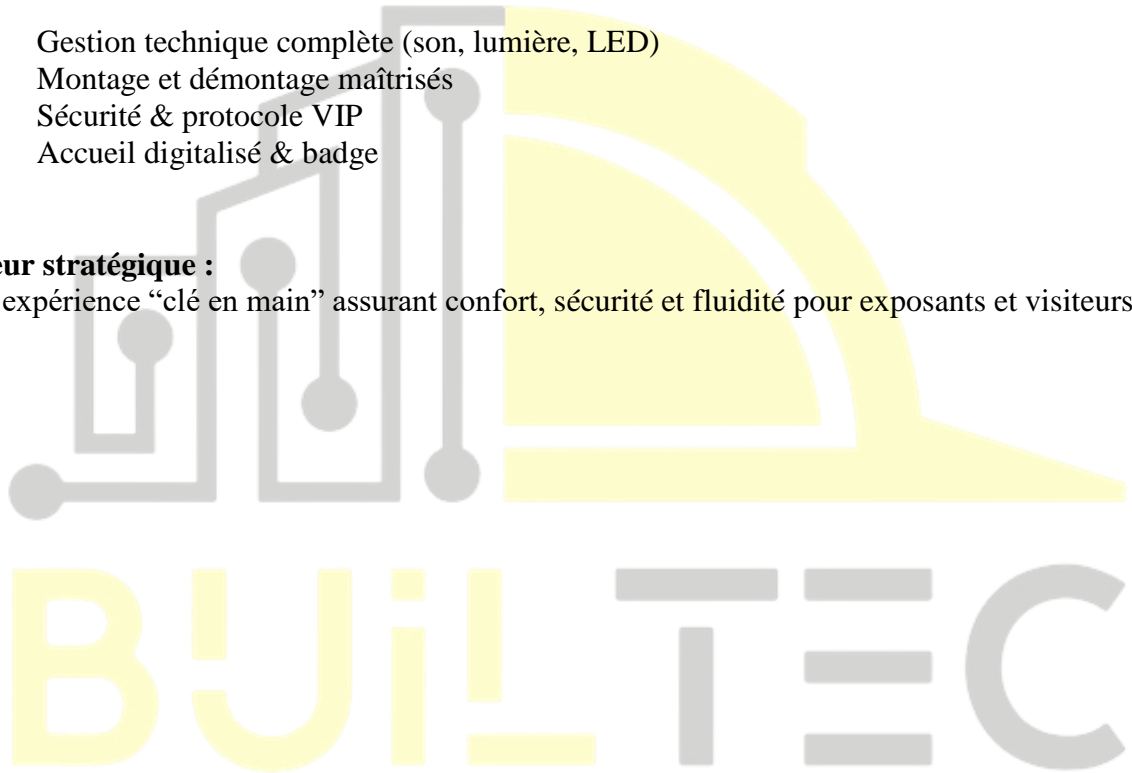 Gestion technique complète (son, lumière, LED)
Montage et démontage maîtrisés
Sécurité & protocole VIP
Accueil digitalisé & badge
eur stratégique :
expérience “clé en main” assurant confort, sécurité et fluidité pour exposants et visiteurs
BUiLTEC